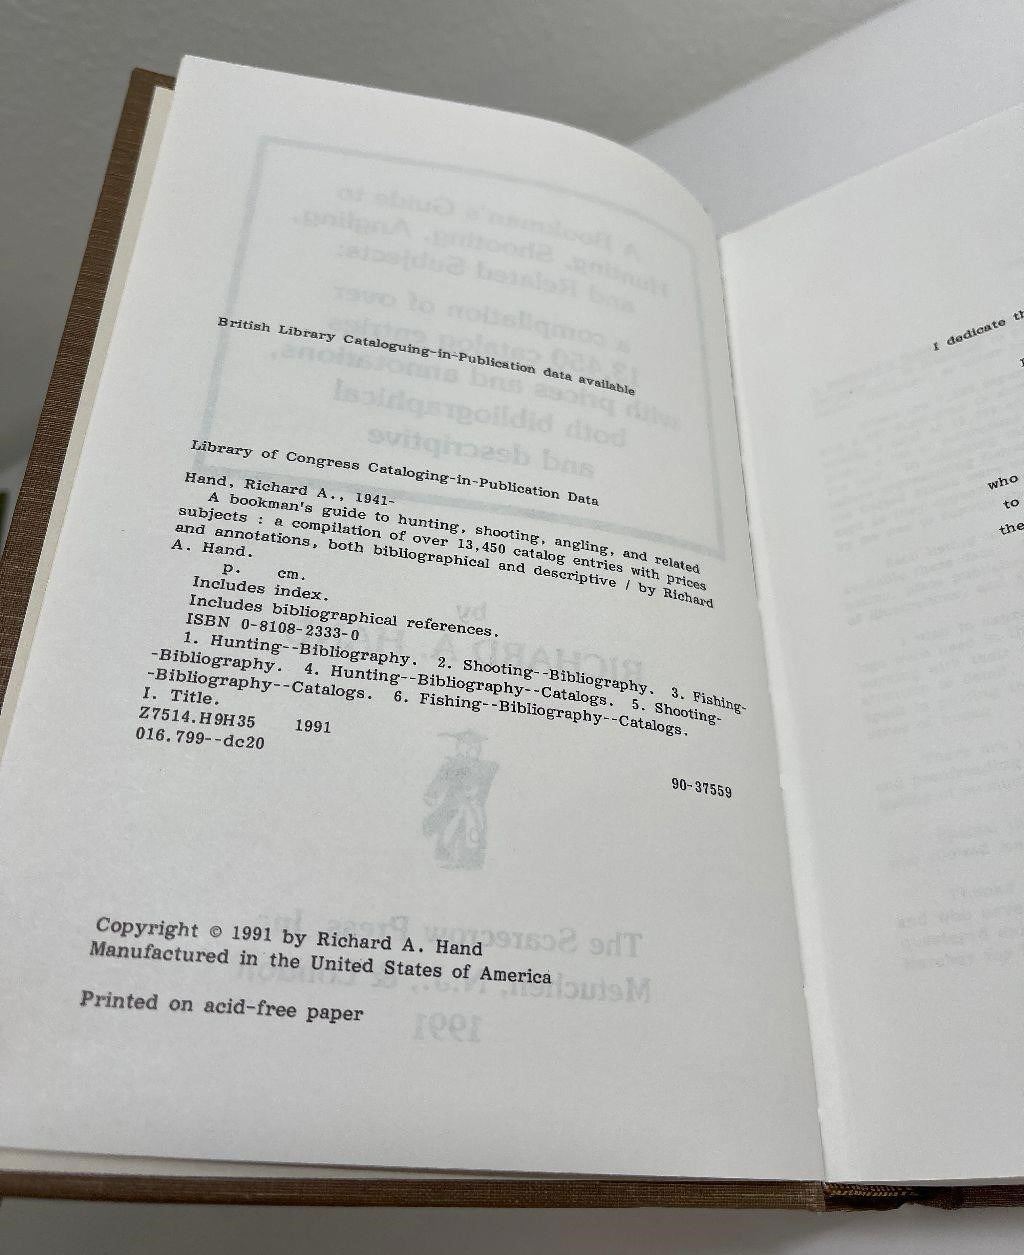 British Library Cataloguing-in-Publication data available
Library of Congress Cataloging-in-Publication Data
Hand, Richard A., 1941-
A bookman's guide to hunting, shooting, angling, and related
subjects : a compilation of over 13,450 catalog entries with prices
and annotations, both bibliographical and descriptive / by Richard
A. Hand.
p. cm.
Includes index.
Includes bibliographical references.
ISBN 0-8108-2333-0
1. Hunting--Bibliography. 2. Shooting--Bibliography. 3. Fishing-
-Bibliography. 4. Hunting--Bibliography--Catalogs. 5. Shooting-
-Bibliography--Catalogs. 6. Fishing--Bibliography--Catalogs.
I. Title.
Z7514.H9H35 1991
016.799--dc20
90-37559
Copyright © 1991 by Richard A. Hand
Manufactured in the United States of America
Printed on acid-free paper
I dedicate
who
to
the